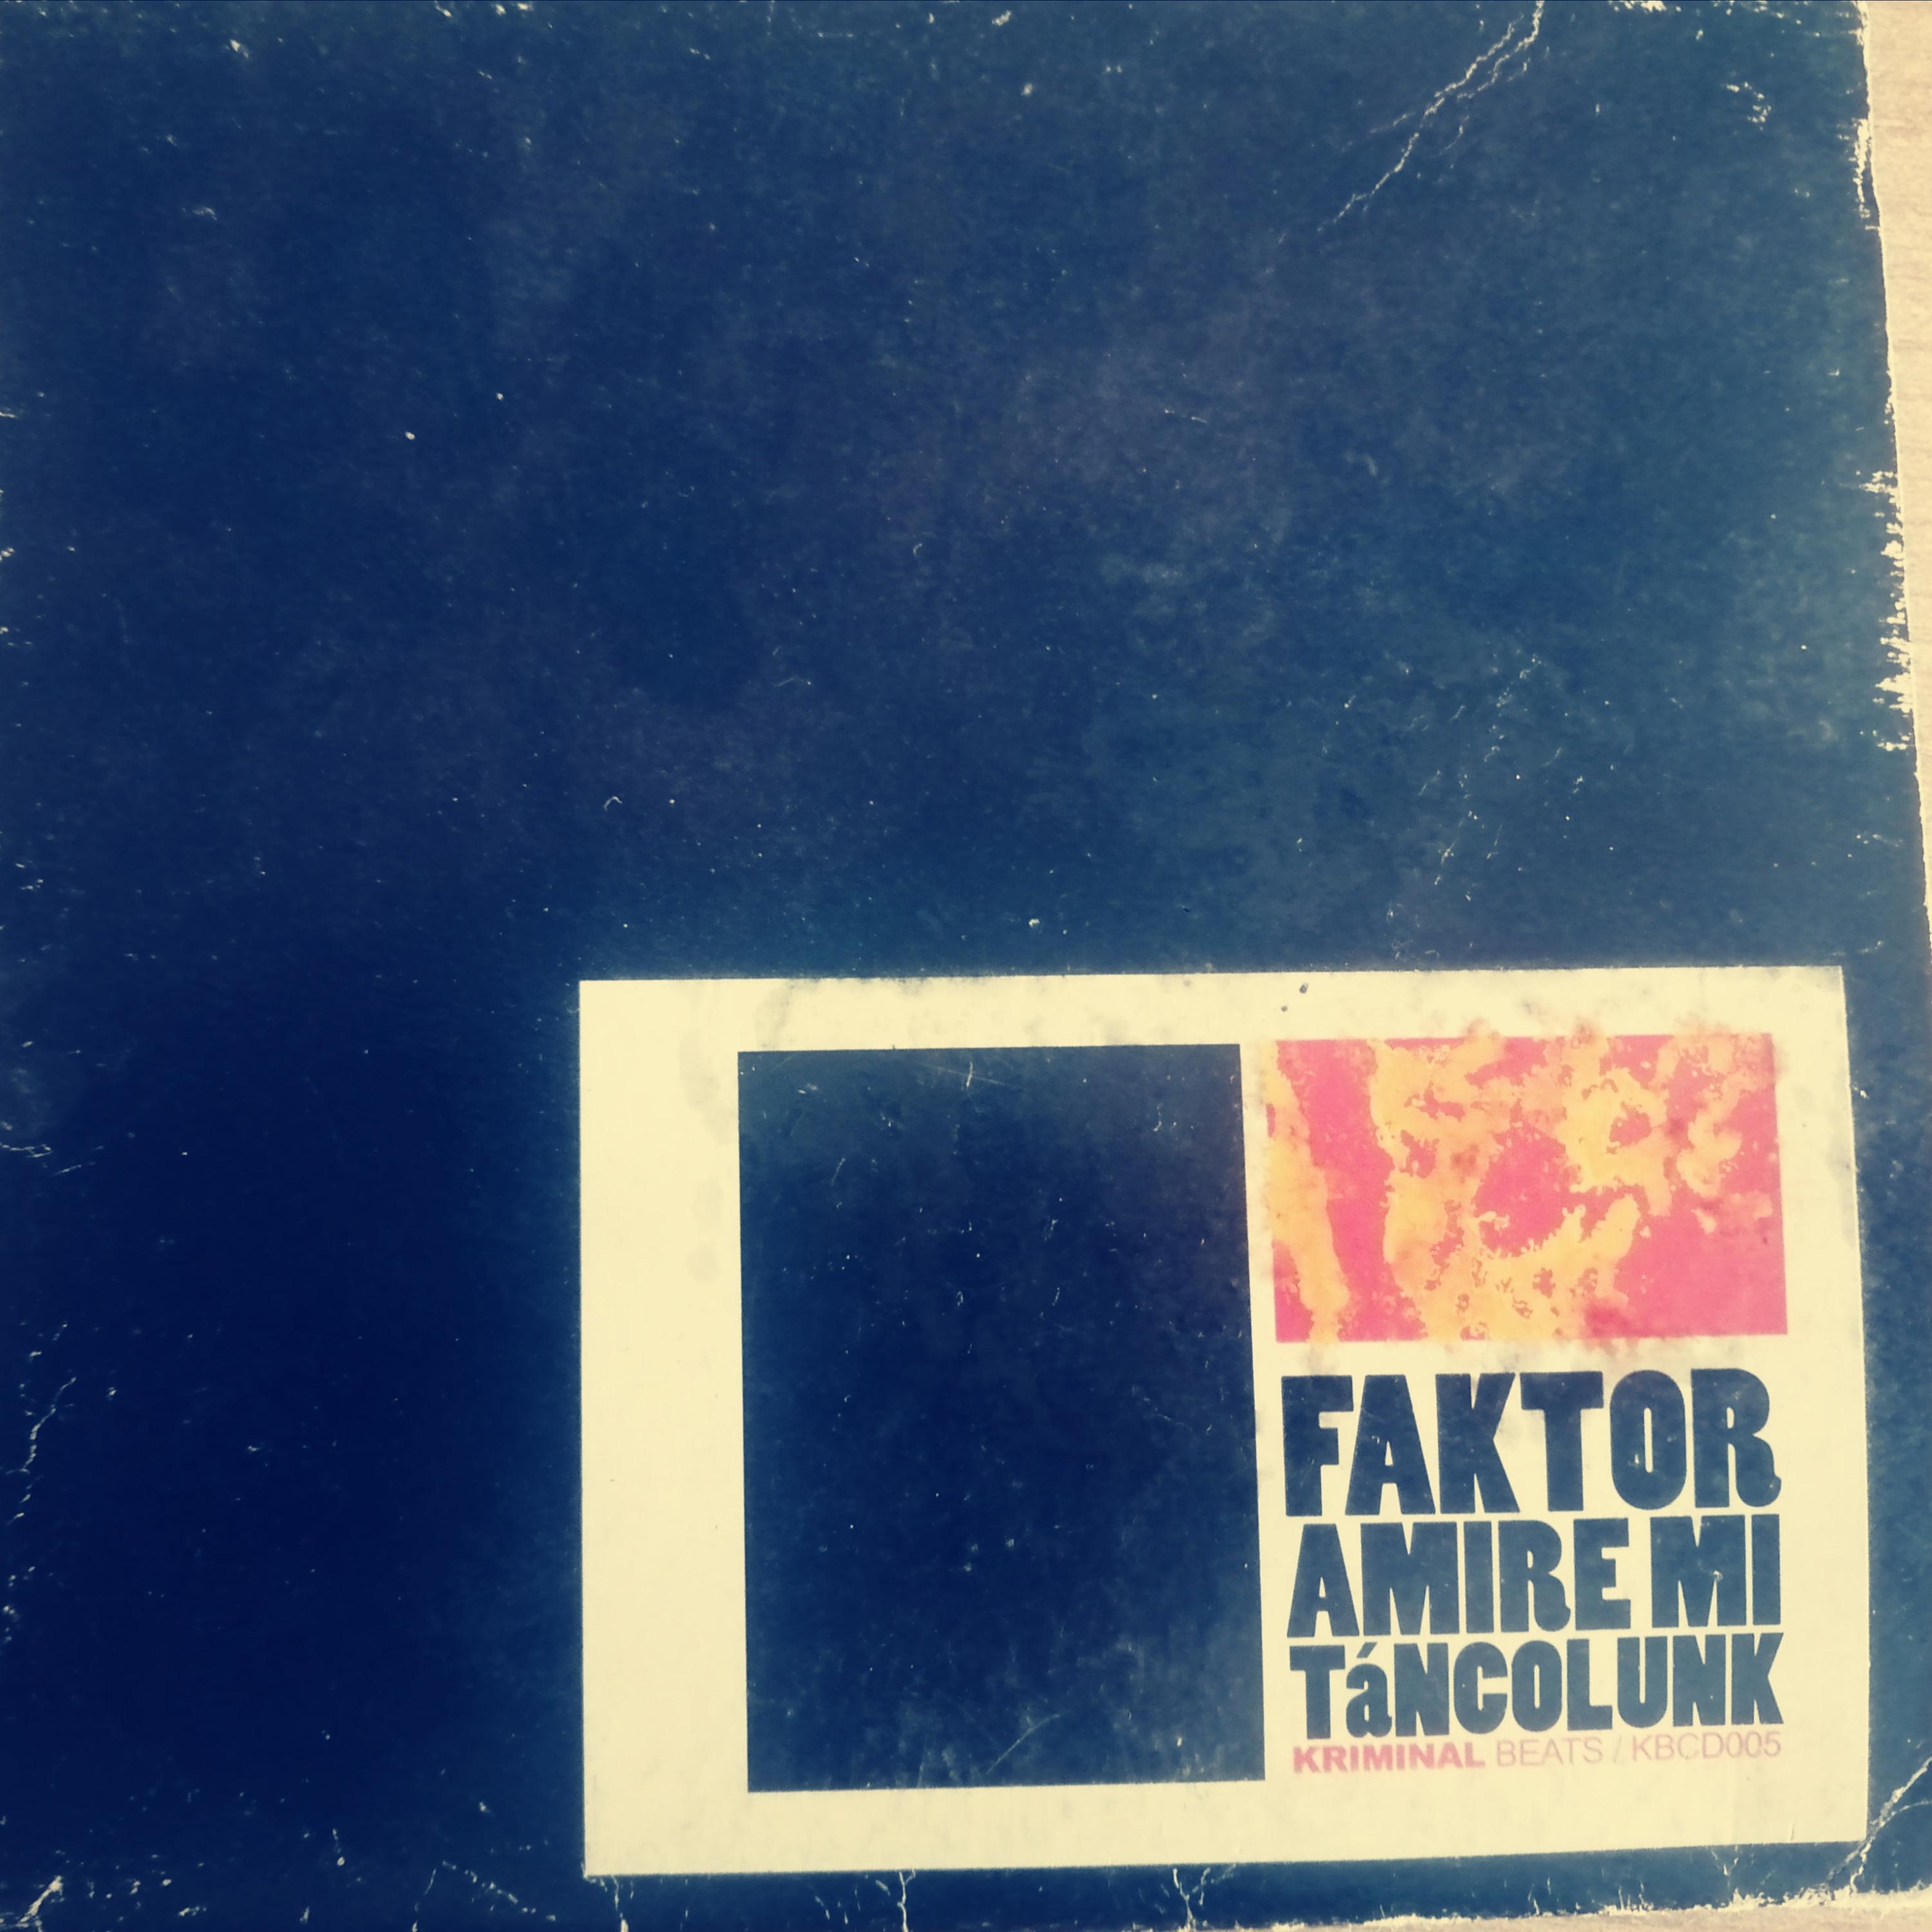 FAKTOR
AMIRE MI
TáNCOLUNK
KRIMINAL BEATS / KBCD005